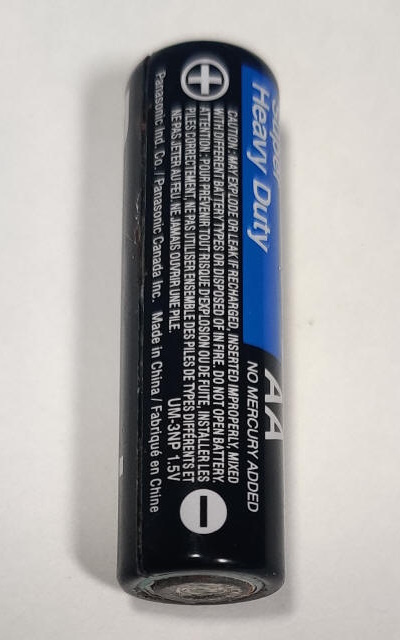 Super
Heavy Duty
AA
NO MERCURY ADDED
CAUTION : MAY EXPLODE OR LEAK IF RECHARGED, INSERTED IMPROPERLY, MIXED
WITH DIFFERENT BATTERY TYPES OR DISPOSED OF IN FIRE. DO NOT OPEN BATTERY.
ATTENTION : POUR PRÉVENIR TOUT RISQUE D'EXPLOSION OU DE FUITE, INSTALLER LES
PILES CORRECTEMENT, NE PAS UTILISER ENSEMBLE DES PILES DE TYPES DIFFÉRENTS ET
NE PAS JETER AU FEU. NE JAMAIS OUVRIR UNE PILE. UM-3NP 1.5V
Panasonic Ind. Co. / Panasonic Canada Inc. Made in China / Fabriqué en Chine